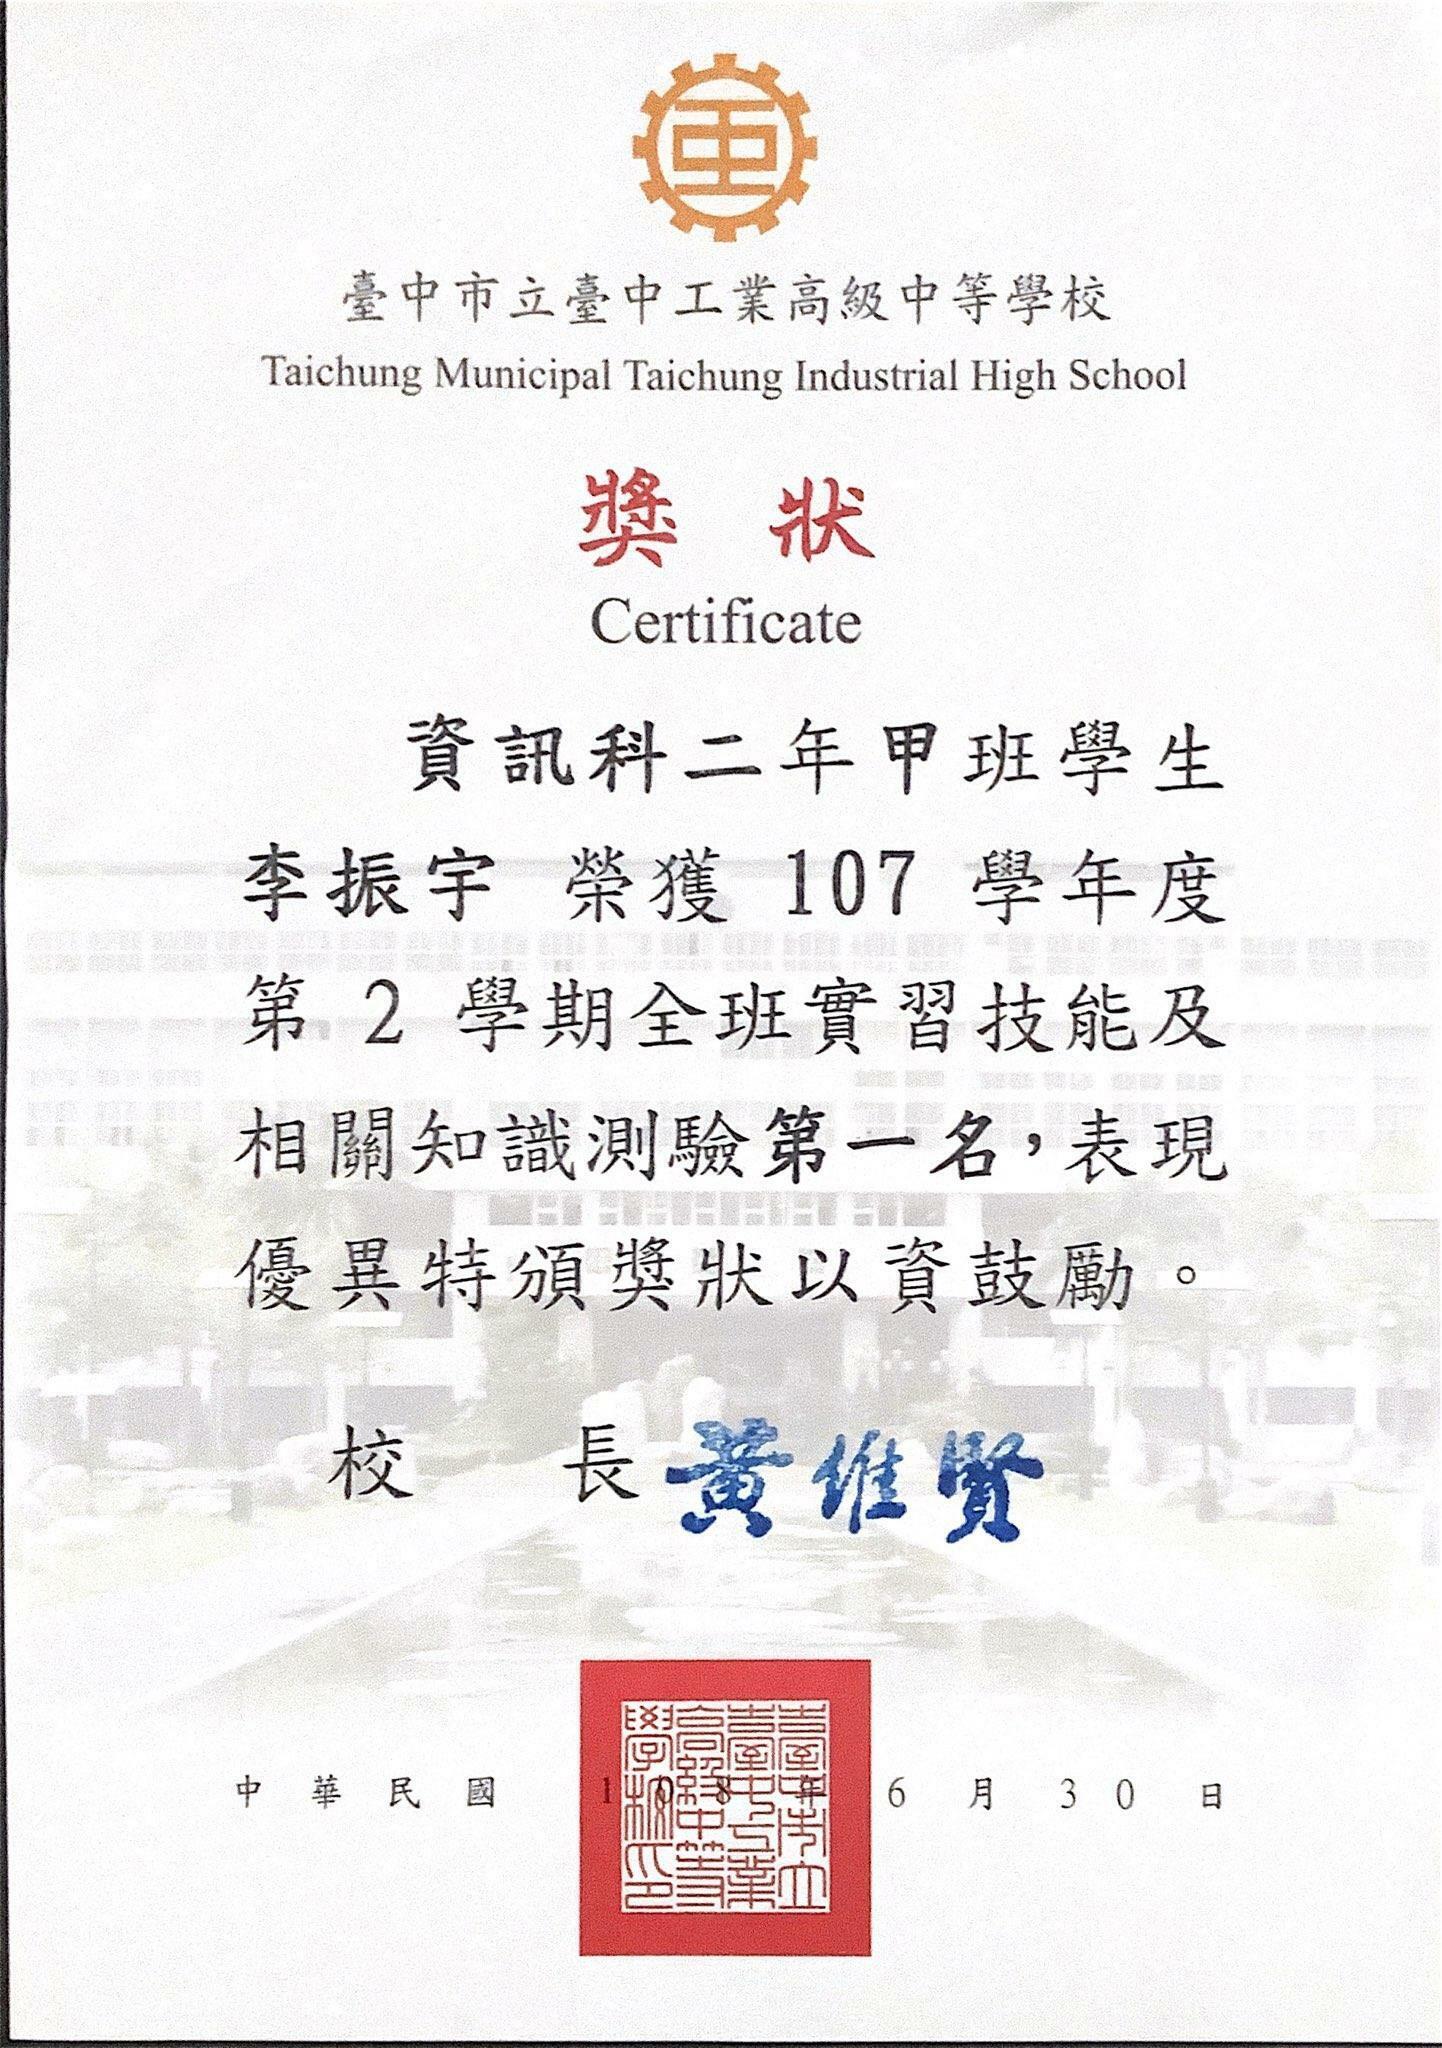 臺中市立臺中工業高級中等學校
Taichung Municipal Taichung Industrial High School
獎狀
Certificate
資訊科二年甲班學生
李振宇 榮獲 107 學年度
第 2 學期全班實習技能及
相關知識測驗第一名，表現
優異特頒獎狀以資鼓勵。
校長 黃維賢
中華民國 108 年 6 月 30 日
臺中市立
臺中工業
高級中等
學校印